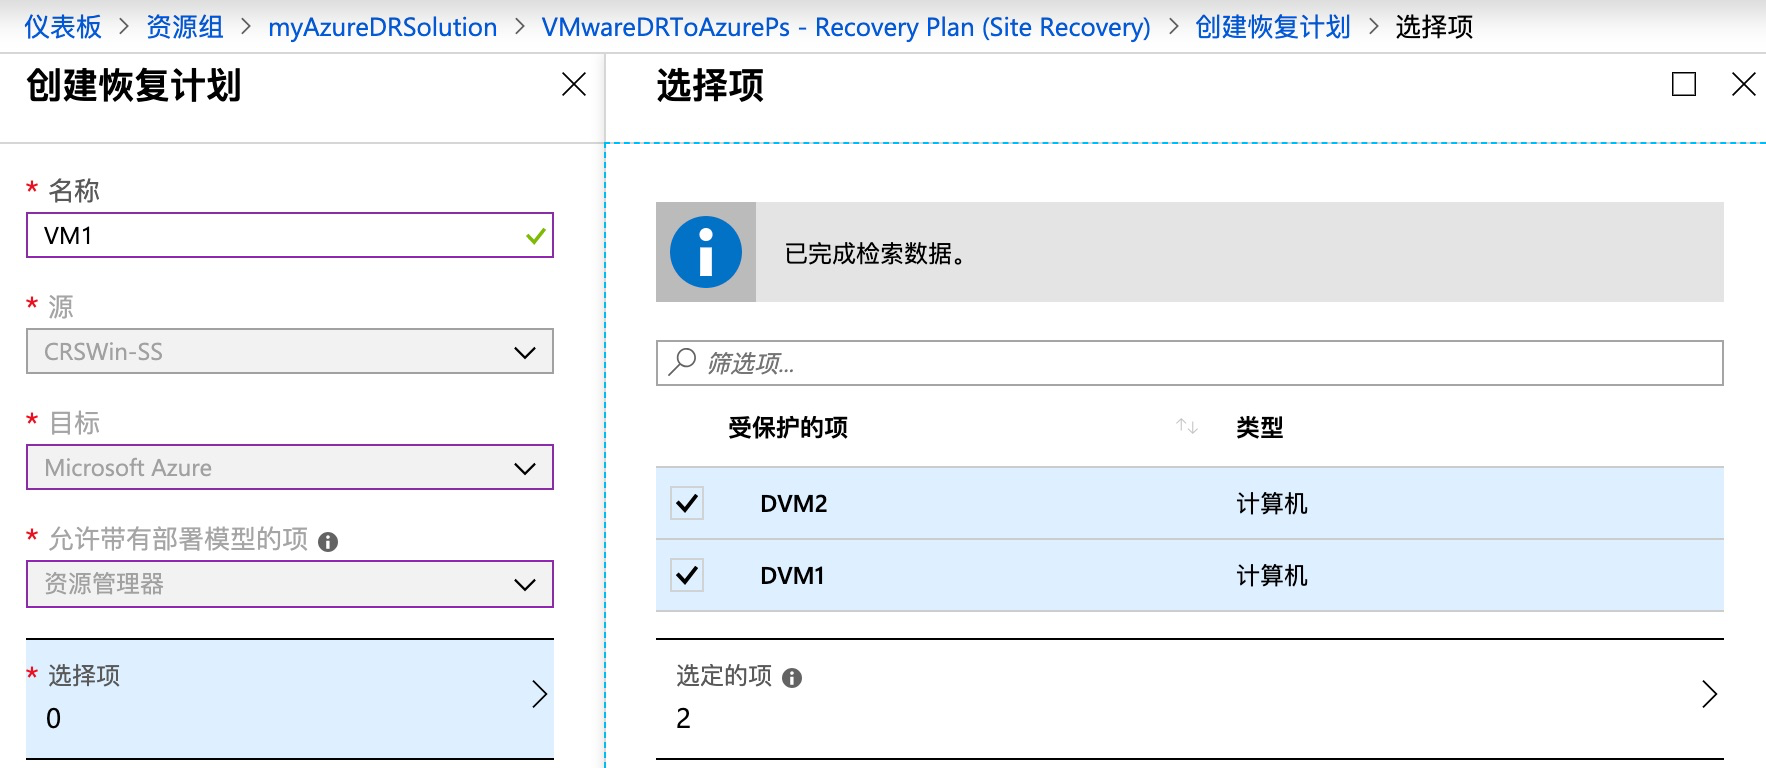 仪表板 > 资源组 > myAzureDRSolution > VMwareDRToAzurePs - Recovery Plan (Site Recovery) > 创建恢复计划 > 选择项
创建恢复计划
* 名称
VM1
* 源
CRSWin-SS
* 目标
Microsoft Azure
* 允许带有部署模型的项
资源管理器
* 选择项
0
选择项
已完成检索数据。
筛选项...
受保护的项 类型
DVM2 计算机
DVM1 计算机
选定的项
2